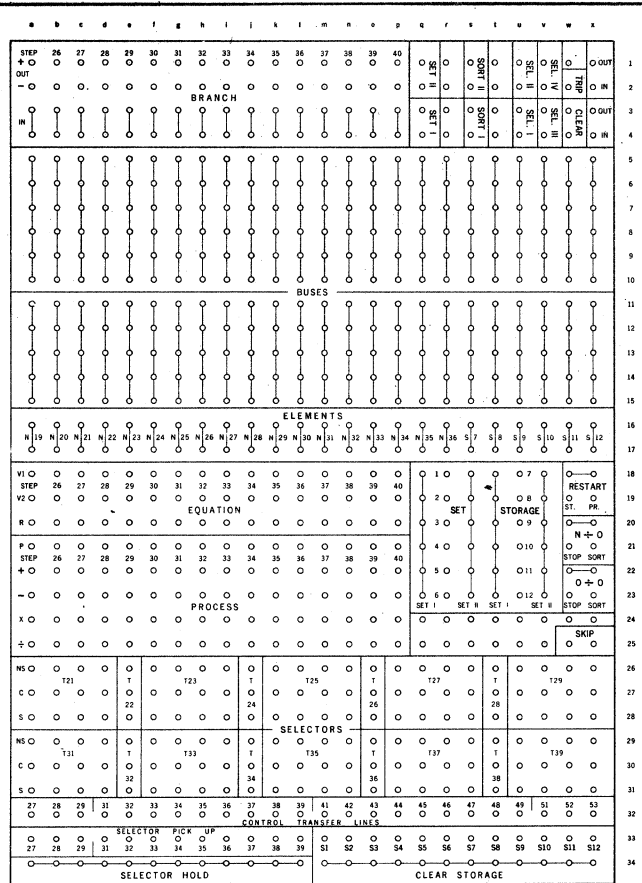 a b c d e f g h i j k l m n o p q r s t u v w x
STEP 26 27 28 29 30 31 32 33 34 35 36 37 38 39 40
+ SET II SORT II SEL. II SEL. IV TRIP OUT 1
OUT
− IN 2
BRANCH
SET I SORT I SEL. I SEL. III CLEAR OUT 3
IN
IN 4
5
6
7
8
9
10
BUSES
11
12
13
14
15
ELEMENTS
N 19 N 20 N 21 N 22 N 23 N 24 N 25 N 26 N 27 N 28 N 29 N 30 N 31 N 32 N 33 N 34 N 35 N 36 S 7 S 8 S 9 S 10 S 11 S 12 16
17
V1 1 7 18
STEP 26 27 28 29 30 31 32 33 34 35 36 37 38 39 40 RESTART
V2 2 8 19
EQUATION SET STORAGE ST. PR.
R 3 9 20
N ÷ 0
P 4 10 21
STEP 26 27 28 29 30 31 32 33 34 35 36 37 38 39 40 STOP SORT
+ 5 11 22
0 ÷ 0
− 6 12 23
PROCESS SET I SET II SET I SET II STOP SORT
X 24
SKIP
÷ 25
NS 26
T21 T T23 T T25 T T27 T T29
C 27
22 24 26 28
S 28
SELECTORS
NS 29
T31 T T33 T T35 T T37 T T39
C 30
32 34 36 38
S 31
27 28 29 31 32 33 34 35 36 37 38 39 41 42 43 44 45 46 47 48 49 51 52 53
32
CONTROL TRANSFER LINES
SELECTOR PICK UP
33
27 28 29 31 32 33 34 35 36 37 38 39 S1 S2 S3 S4 S5 S6 S7 S8 S9 S10 S11 S12
34
SELECTOR HOLD CLEAR STORAGE